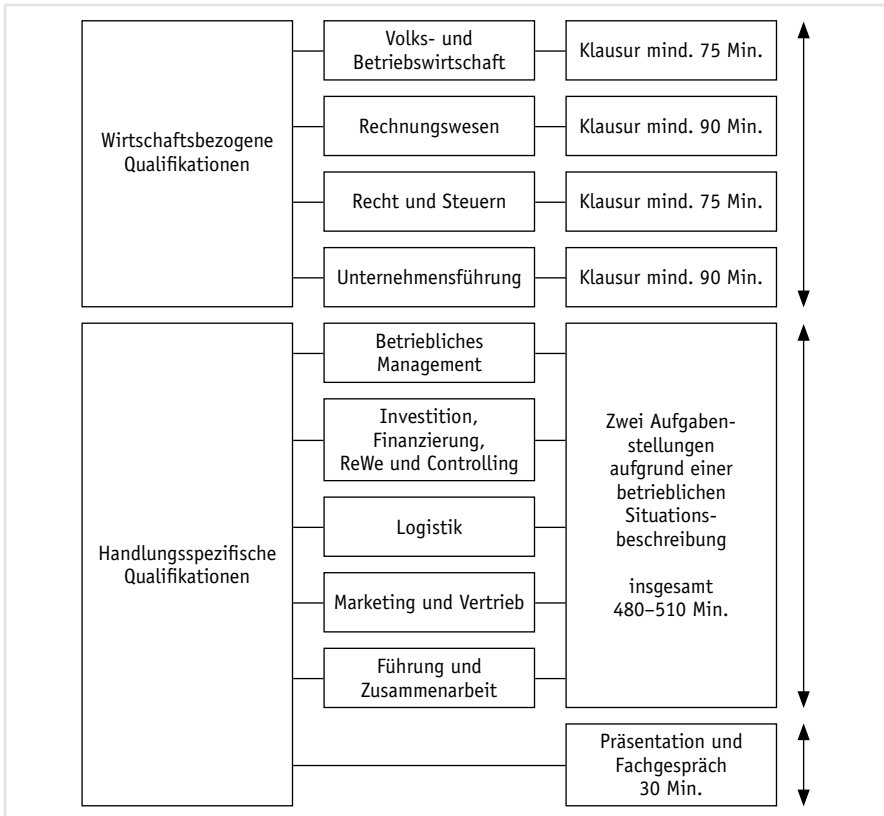 Wirtschaftsbezogene
Qualifikationen
Volks- und
Betriebswirtschaft
Klausur mind. 75 Min.
Rechnungswesen
Klausur mind. 90 Min.
Recht und Steuern
Klausur mind. 75 Min.
Unternehmensführung
Klausur mind. 90 Min.
Handlungsspezifische
Qualifikationen
Betriebliches
Management
Investition,
Finanzierung,
ReWe und Controlling
Logistik
Marketing und Vertrieb
Führung und
Zusammenarbeit
Zwei Aufgaben-
stellungen
aufgrund einer
betrieblichen
Situations-
beschreibung
insgesamt
480–510 Min.
Präsentation und
Fachgespräch
30 Min.